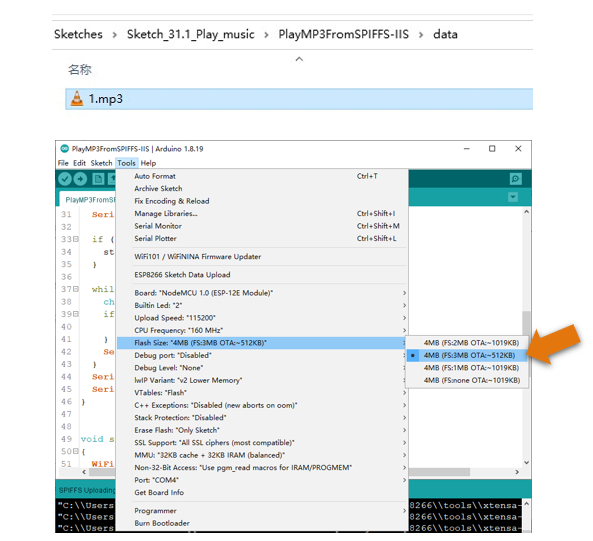 Sketches › Sketch_31.1_Play_music › PlayMP3FromSPIFFS-IIS › data
名称
1.mp3
PlayMP3FromSPIFFS-IIS | Arduino 1.8.19
File Edit Sketch Tools Help
Auto Format Ctrl+T
Archive Sketch
PlayMP3FromSP
Fix Encoding & Reload
31 Seri
Manage Libraries... Ctrl+Shift+I
32
Serial Monitor Ctrl+Shift+M
33 if (
Serial Plotter Ctrl+Shift+L
34 st
35 )
WiFi101 / WiFiNINA Firmware Updater
36
ESP8266 Sketch Data Upload
37 whil
Board: "NodeMCU 1.0 (ESP-12E Module)"
38 ch
Builtin Led: "2"
39 if
Upload Speed: "115200"
40
CPU Frequency: "160 MHz"
41 )
Flash Size: "4MB (FS:3MB OTA:~512KB)"
4MB (FS:2MB OTA:~1019KB)
42 Se
Debug port: "Disabled"
4MB (FS:3MB OTA:~512KB)
43 }
Debug Level: "None"
4MB (FS:1MB OTA:~1019KB)
44 Seri
lwIP Variant: "v2 Lower Memory"
4MB (FS:none OTA:~1019KB)
45 Seri
VTables: "Flash"
46 }
C++ Exceptions: "Disabled (new aborts on oom)"
47
Stack Protection: "Disabled"
48
Erase Flash: "Only Sketch"
49 void s
SSL Support: "All SSL ciphers (most compatible)"
50 {
MMU: "32KB cache + 32KB IRAM (balanced)"
51 WiFi
Non-32-Bit Access: "Use pgm_read macros for IRAM/PROGMEM"
Port: "COM4"
SPIFFS Uploading
Get Board Info
"C:\\Users 8266\\tools\\xtensa-
Programmer
"C:\\Users 8266\\tools\\xtensa-
Burn Bootloader
"C:\\Users 8266\\tools\\xtensa-